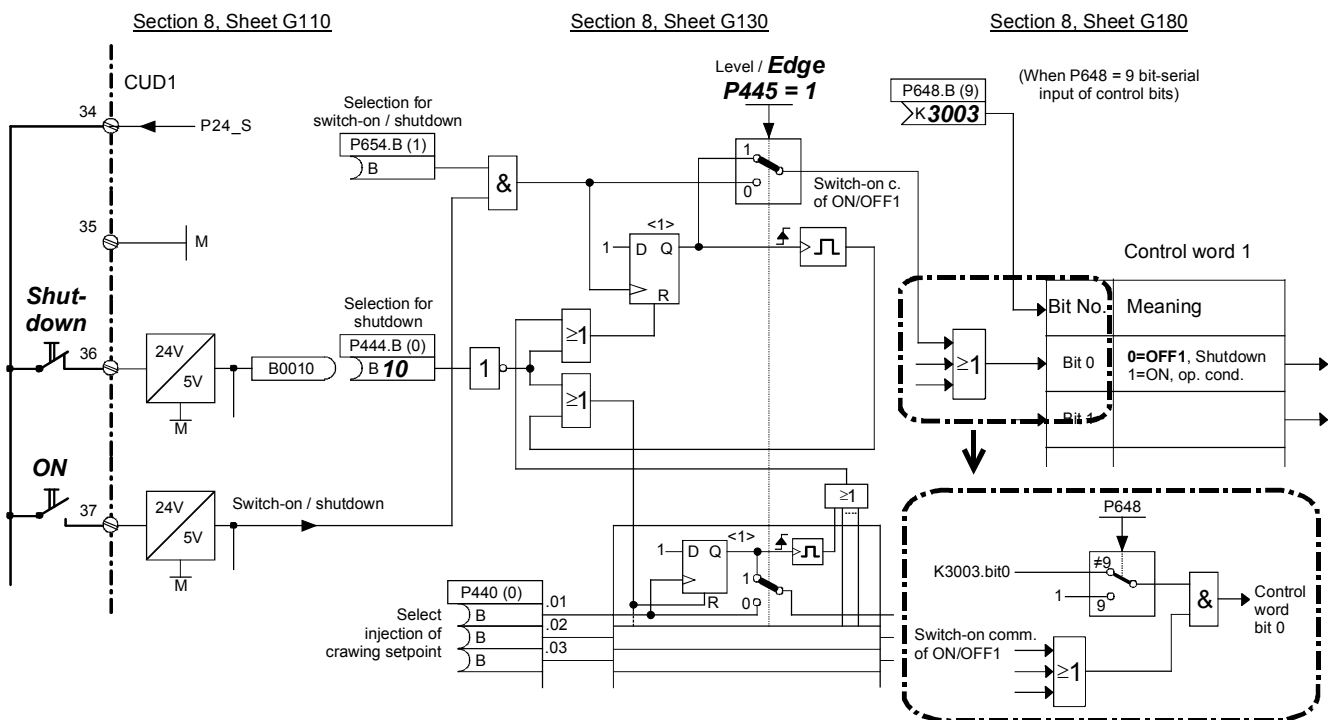 Section 8, Sheet G110
Section 8, Sheet G130
Section 8, Sheet G180
CUD1
34
P24_S
35
M
Shut-
down
36
24V
5V
M
B0010
ON
37
24V
5V
M
Switch-on / shutdown
Selection for
switch-on / shutdown
P654.B (1)
B
&
Selection for
shutdown
P444.B (0)
B 10
1
≥1
≥1
Level / Edge
P445 = 1
1
0
Switch-on c.
of ON/OFF1
<1>
1
D Q
R
≥1
<1>
1
D Q
R
1
0
P440 (0)
B
B
B
.01
.02
.03
Select
injection of
crawing setpoint
P648.B (9)
K 3003
(When P648 = 9 bit-serial
input of control bits)
Control word 1
Bit No.
Meaning
≥1
Bit 0
0=OFF1, Shutdown
1=ON, op. cond.
Bit 1
P648
K3003.bit0
≠9
1
9
&
Control
word
bit 0
Switch-on comm.
of ON/OFF1
≥1